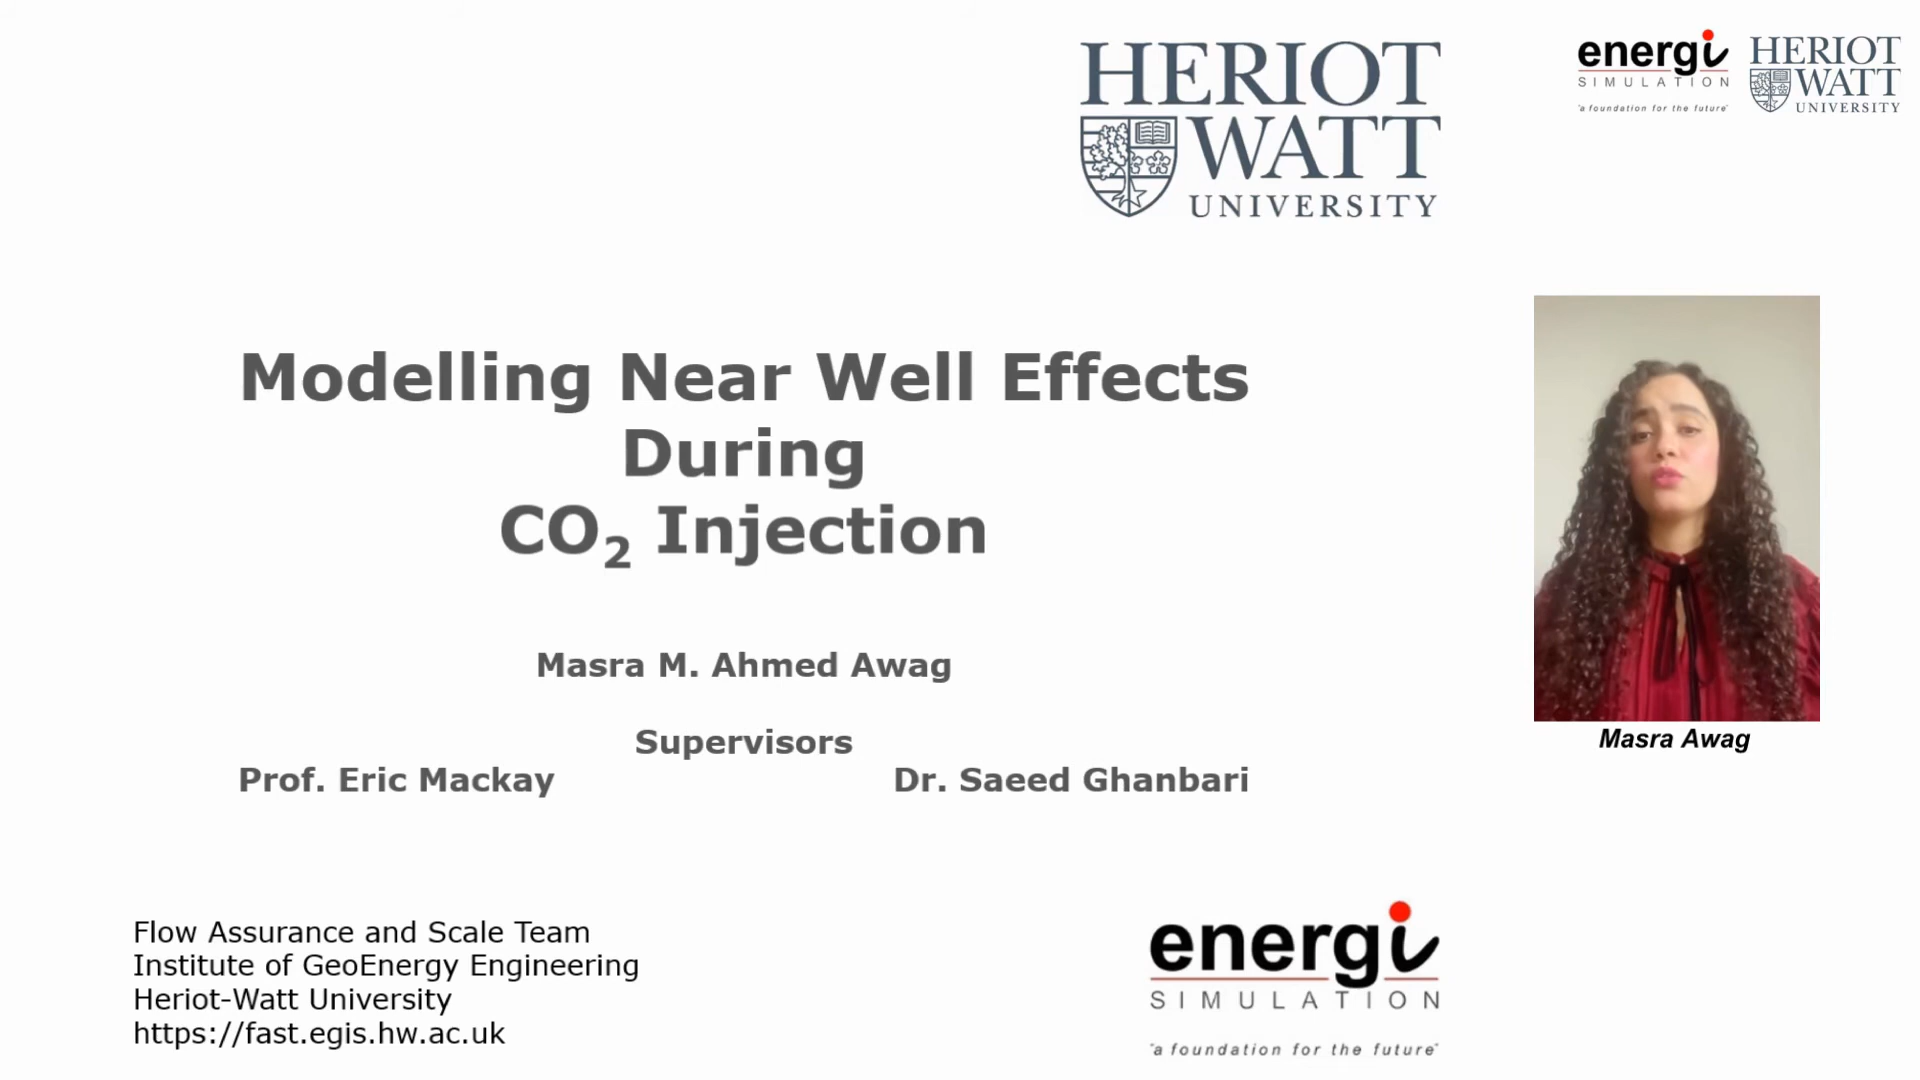 HERIOT
WATT
UNIVERSITY
energi
SIMULATION
"a foundation for the future"
HERIOT
WATT
UNIVERSITY
Modelling Near Well Effects
During
CO₂ Injection
Masra M. Ahmed Awag
Supervisors
Prof. Eric Mackay Dr. Saeed Ghanbari
Masra Awag
Flow Assurance and Scale Team
Institute of GeoEnergy Engineering
Heriot-Watt University
https://fast.egis.hw.ac.uk
energi
SIMULATION
"a foundation for the future"